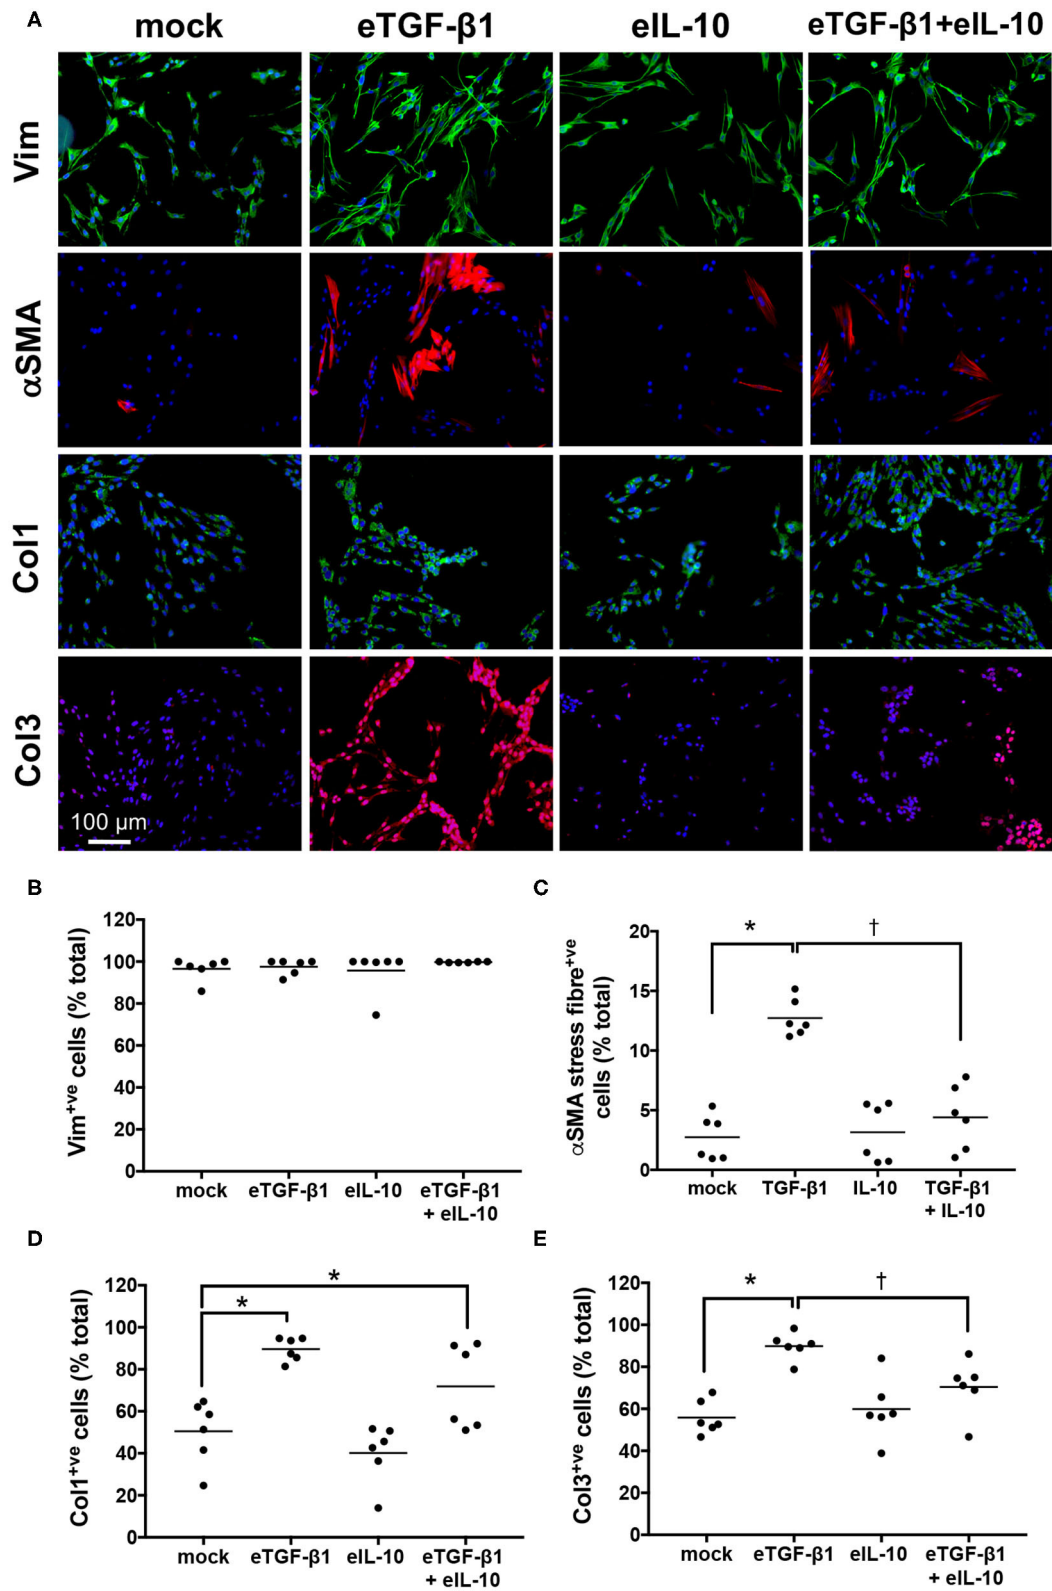 A
mock
eTGF-β1
eIL-10
eTGF-β1+eIL-10
Vim
αSMA
Col1
Col3
100 μm
B
Vim+ve cells (% total)
120
100
80
60
40
20
0
mock
eTGF-β1
eIL-10
eTGF-β1
+ eIL-10
C
αSMA stress fibre+ve
cells (% total)
20
15
10
5
0
*
†
mock
TGF-β1
IL-10
TGF-β1
+ IL-10
D
Col1+ve cells (% total)
120
100
80
60
40
20
0
*
*
mock
eTGF-β1
eIL-10
eTGF-β1
+ eIL-10
E
Col3+ve cells (% total)
120
100
80
60
40
20
0
*
†
mock
eTGF-β1
eIL-10
eTGF-β1
+ eIL-10